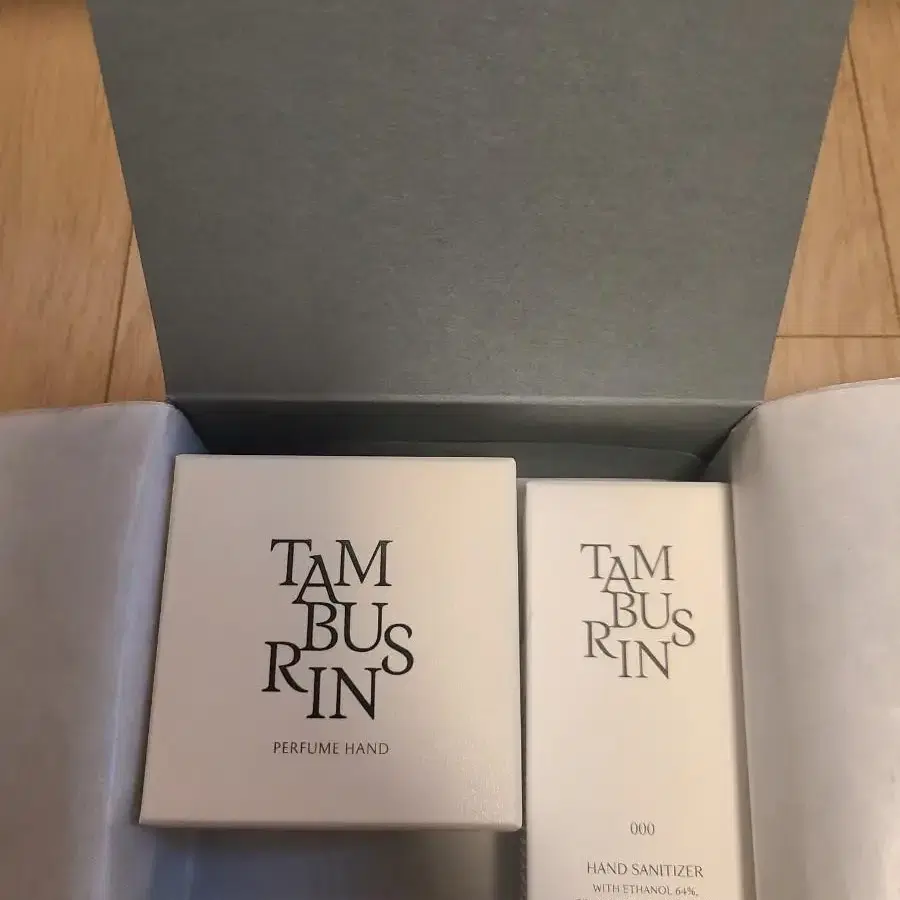 TAM
BUS
RIN
PERFUME HAND
TAM
BUS
RIN
000
HAND SANITIZER
WITH ETHANOL 64%,